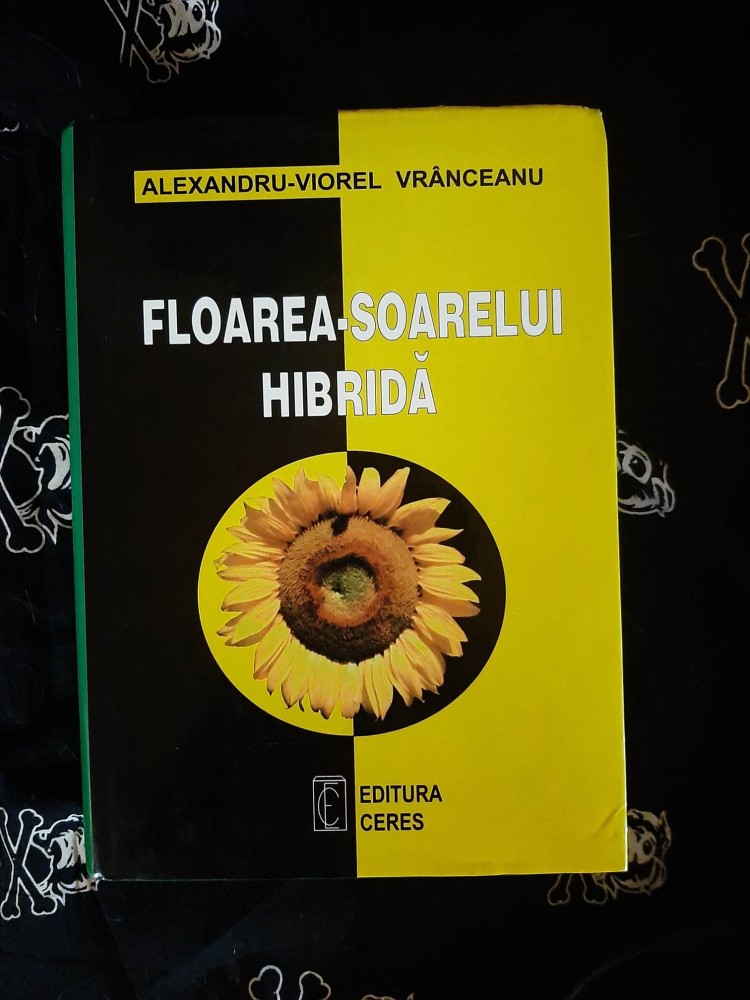 ALEXANDRU-VIOREL VRÂNCEANU
FLOAREA-SOARELUI
HIBRIDĂ
EDITURA
CERES